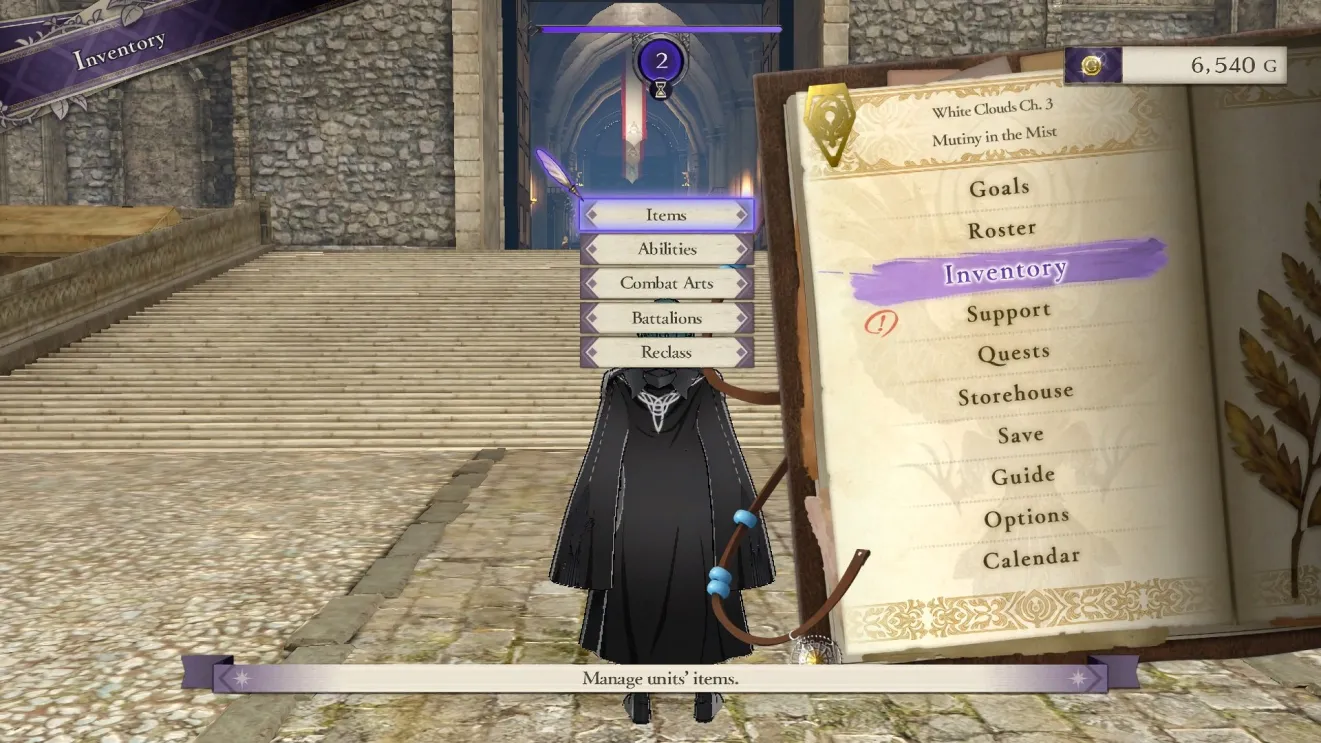 Inventory
2
6,540 G
White Clouds Ch. 3
Mutiny in the Mist
Goals
Roster
Inventory
Support
Quests
Storehouse
Save
Guide
Options
Calendar
Items
Abilities
Combat Arts
Battalions
Reclass
Manage units' items.